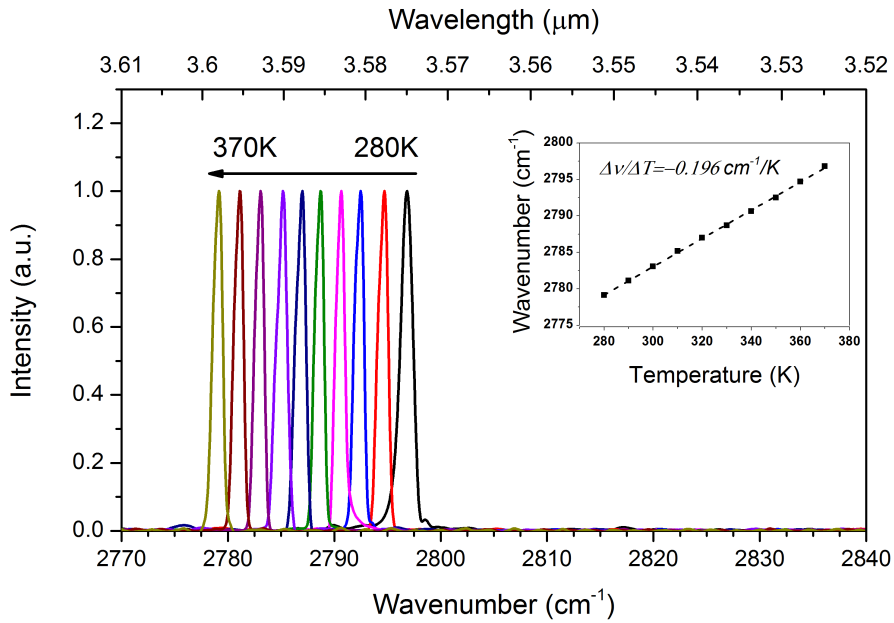 Wavelength (μm)
3.61 3.6 3.59 3.58 3.57 3.56 3.55 3.54 3.53 3.52
370K 280K
Intensity (a.u.)
1.2
1.0
0.8
0.6
0.4
0.2
0.0
2770 2780 2790 2800 2810 2820 2830 2840
Wavenumber (cm⁻¹)
Δν/ΔT=−0.196 cm⁻¹/K
Wavenumber (cm⁻¹)
2800
2795
2790
2785
2780
2775
280 300 320 340 360 380
Temperature (K)